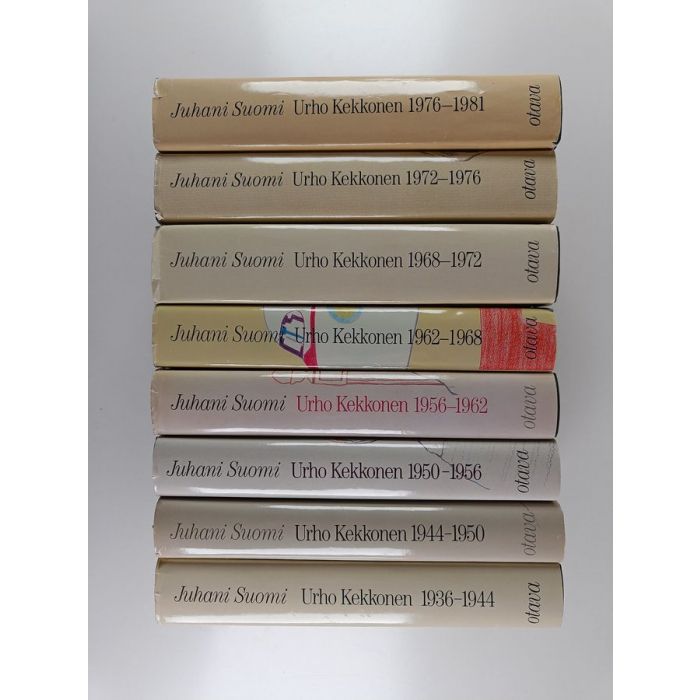 Juhani Suomi Urho Kekkonen 1976–1981 otava
Juhani Suomi Urho Kekkonen 1972–1976 otava
Juhani Suomi Urho Kekkonen 1968–1972 otava
Juhani Suomi Urho Kekkonen 1962–1968 otava
Juhani Suomi Urho Kekkonen 1956–1962 otava
Juhani Suomi Urho Kekkonen 1950–1956 otava
Juhani Suomi Urho Kekkonen 1944–1950 otava
Juhani Suomi Urho Kekkonen 1936–1944 otava